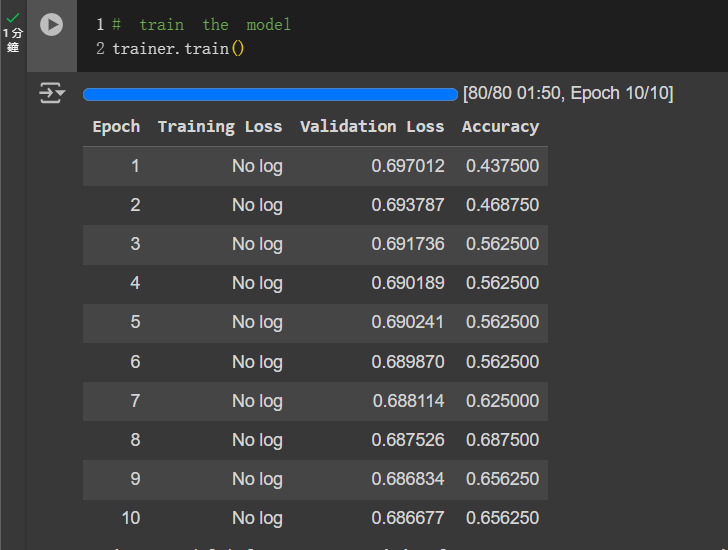 1分
鐘
1 # train the model
2 trainer.train()
[80/80 01:50, Epoch 10/10]
Epoch Training Loss Validation Loss Accuracy
1 No log 0.697012 0.437500
2 No log 0.693787 0.468750
3 No log 0.691736 0.562500
4 No log 0.690189 0.562500
5 No log 0.690241 0.562500
6 No log 0.689870 0.562500
7 No log 0.688114 0.625000
8 No log 0.687526 0.687500
9 No log 0.686834 0.656250
10 No log 0.686677 0.656250